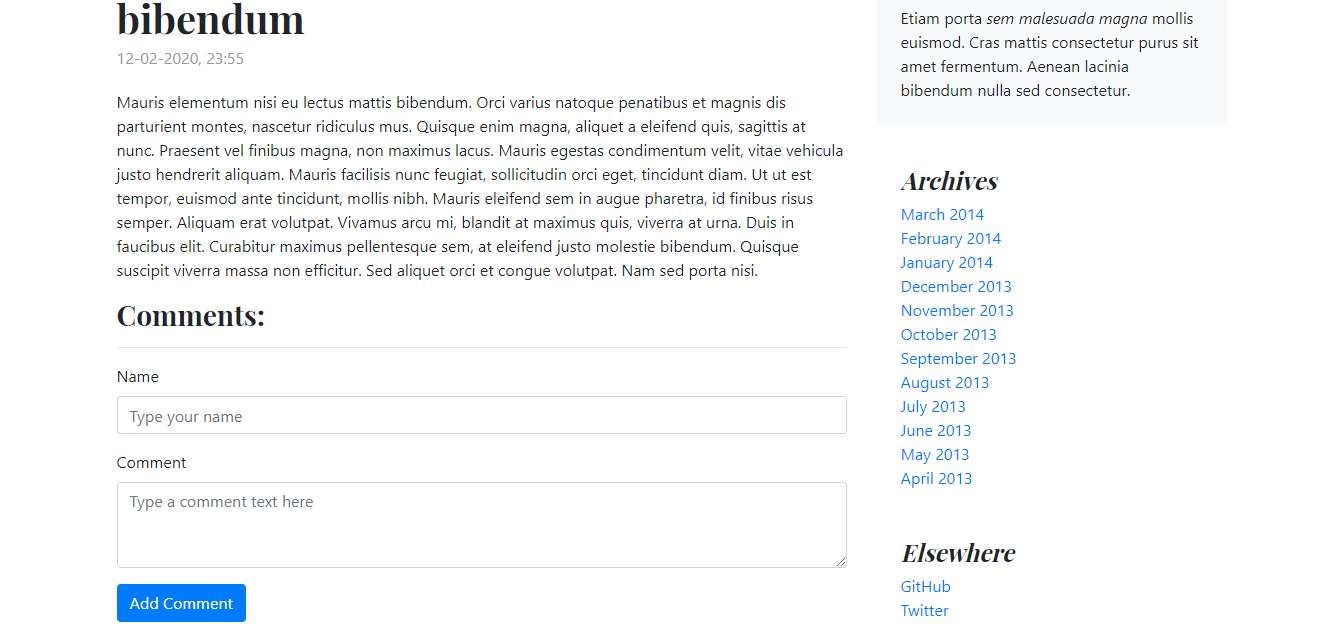 bibendum
12-02-2020, 23:55
Mauris elementum nisi eu lectus mattis bibendum. Orci varius natoque penatibus et magnis dis
parturient montes, nascetur ridiculus mus. Quisque enim magna, aliquet a eleifend quis, sagittis at
nunc. Praesent vel finibus magna, non maximus lacus. Mauris egestas condimentum velit, vitae vehicula
justo hendrerit aliquam. Mauris facilisis nunc feugiat, sollicitudin orci eget, tincidunt diam. Ut ut est
tempor, euismod ante tincidunt, mollis nibh. Mauris eleifend sem in augue pharetra, id finibus risus
semper. Aliquam erat volutpat. Vivamus arcu mi, blandit at maximus quis, viverra at urna. Duis in
faucibus elit. Curabitur maximus pellentesque sem, at eleifend justo molestie bibendum. Quisque
suscipit viverra massa non efficitur. Sed aliquet orci et congue volutpat. Nam sed porta nisi.
Comments:
Name
Type your name
Comment
Type a comment text here
Add Comment
Etiam porta sem malesuada magna mollis
euismod. Cras mattis consectetur purus sit
amet fermentum. Aenean lacinia
bibendum nulla sed consectetur.
Archives
March 2014
February 2014
January 2014
December 2013
November 2013
October 2013
September 2013
August 2013
July 2013
June 2013
May 2013
April 2013
Elsewhere
GitHub
Twitter